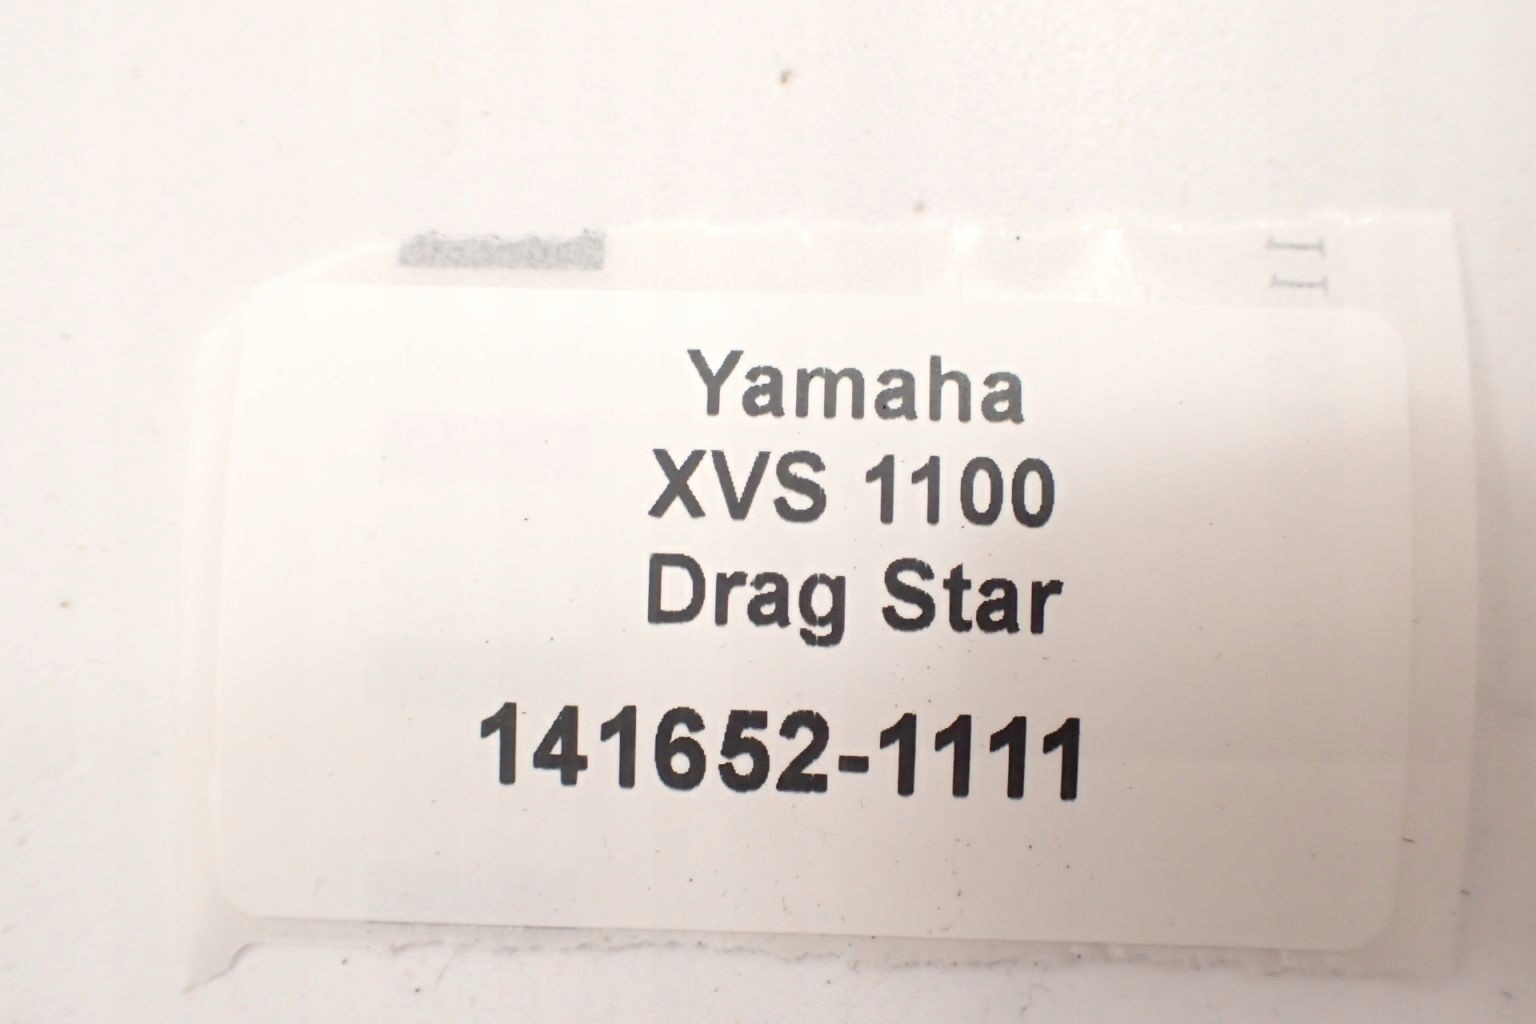 Yamaha
XVS 1100
Drag Star
141652-1111